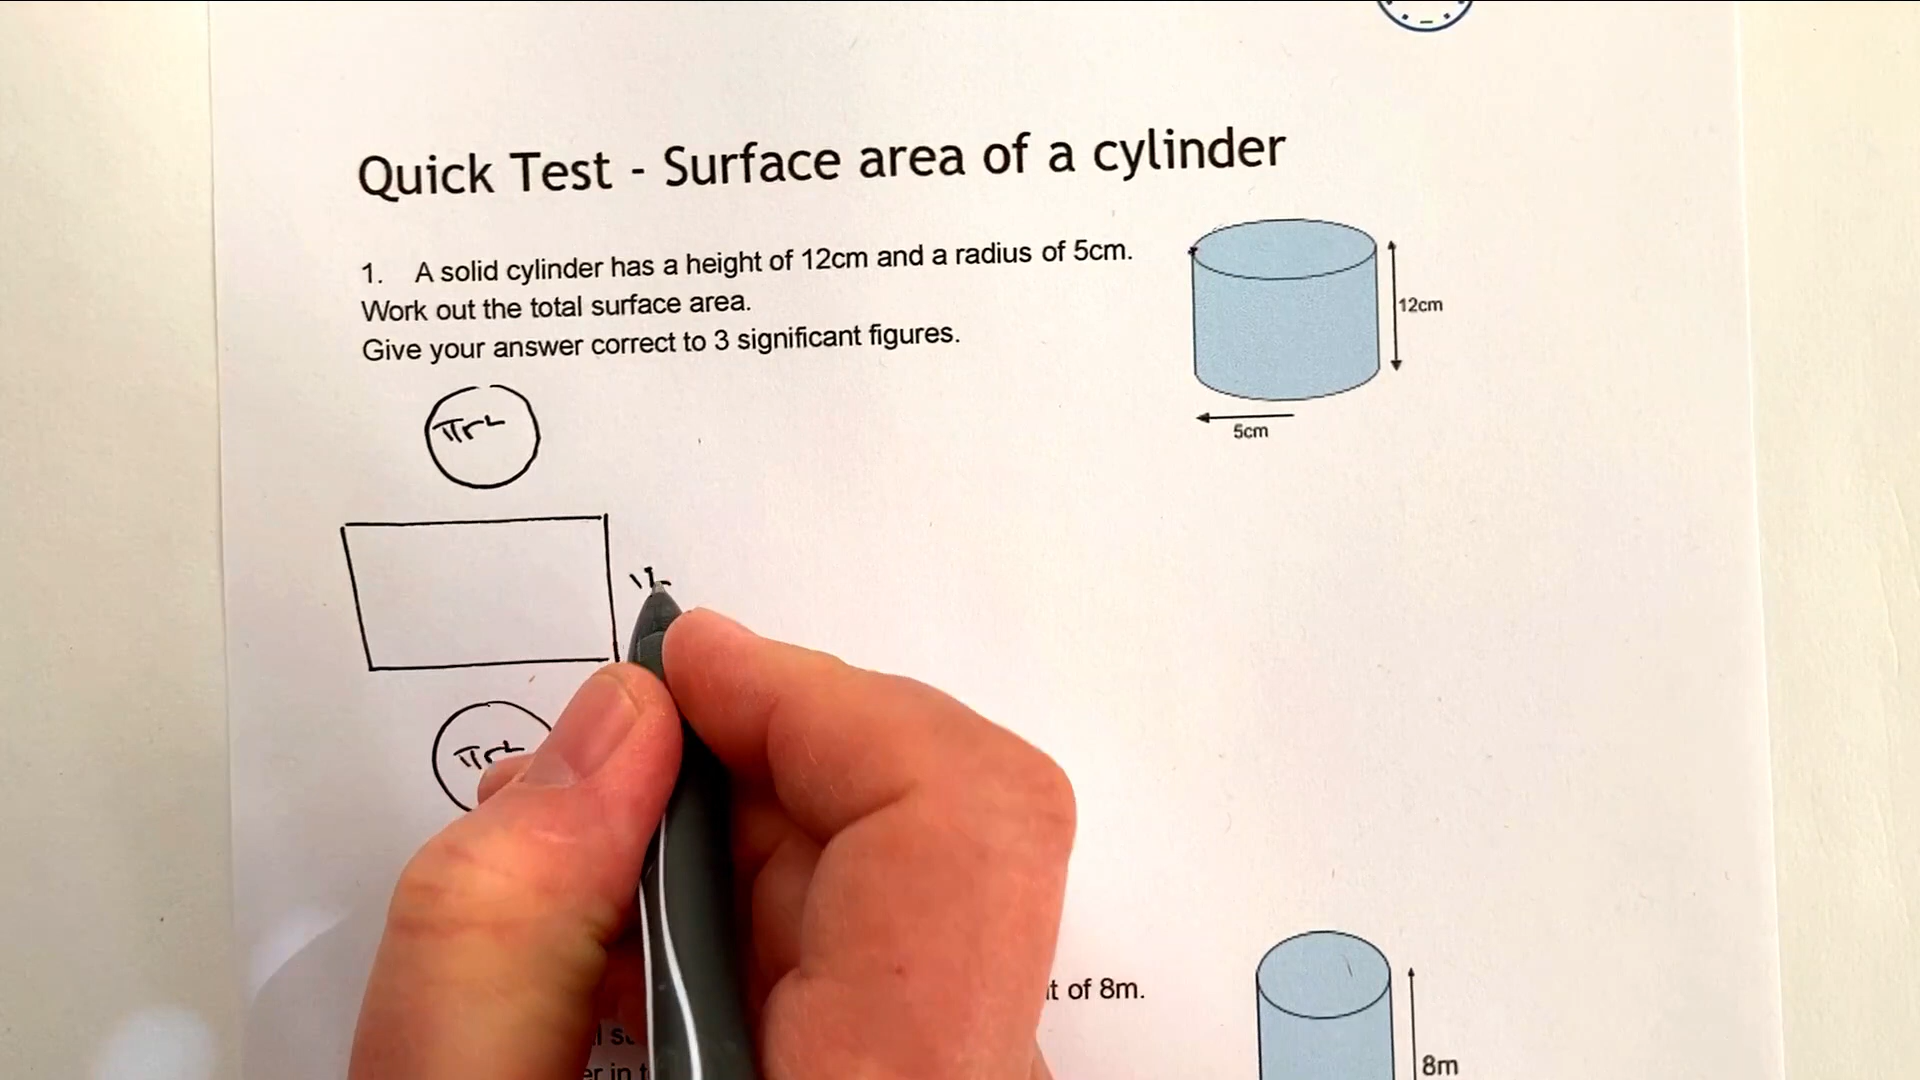 Quick Test - Surface area of a cylinder
1. A solid cylinder has a height of 12cm and a radius of 5cm.
Work out the total surface area.
Give your answer correct to 3 significant figures.
12cm
5cm
πr²
πr²
of 8m.
8m